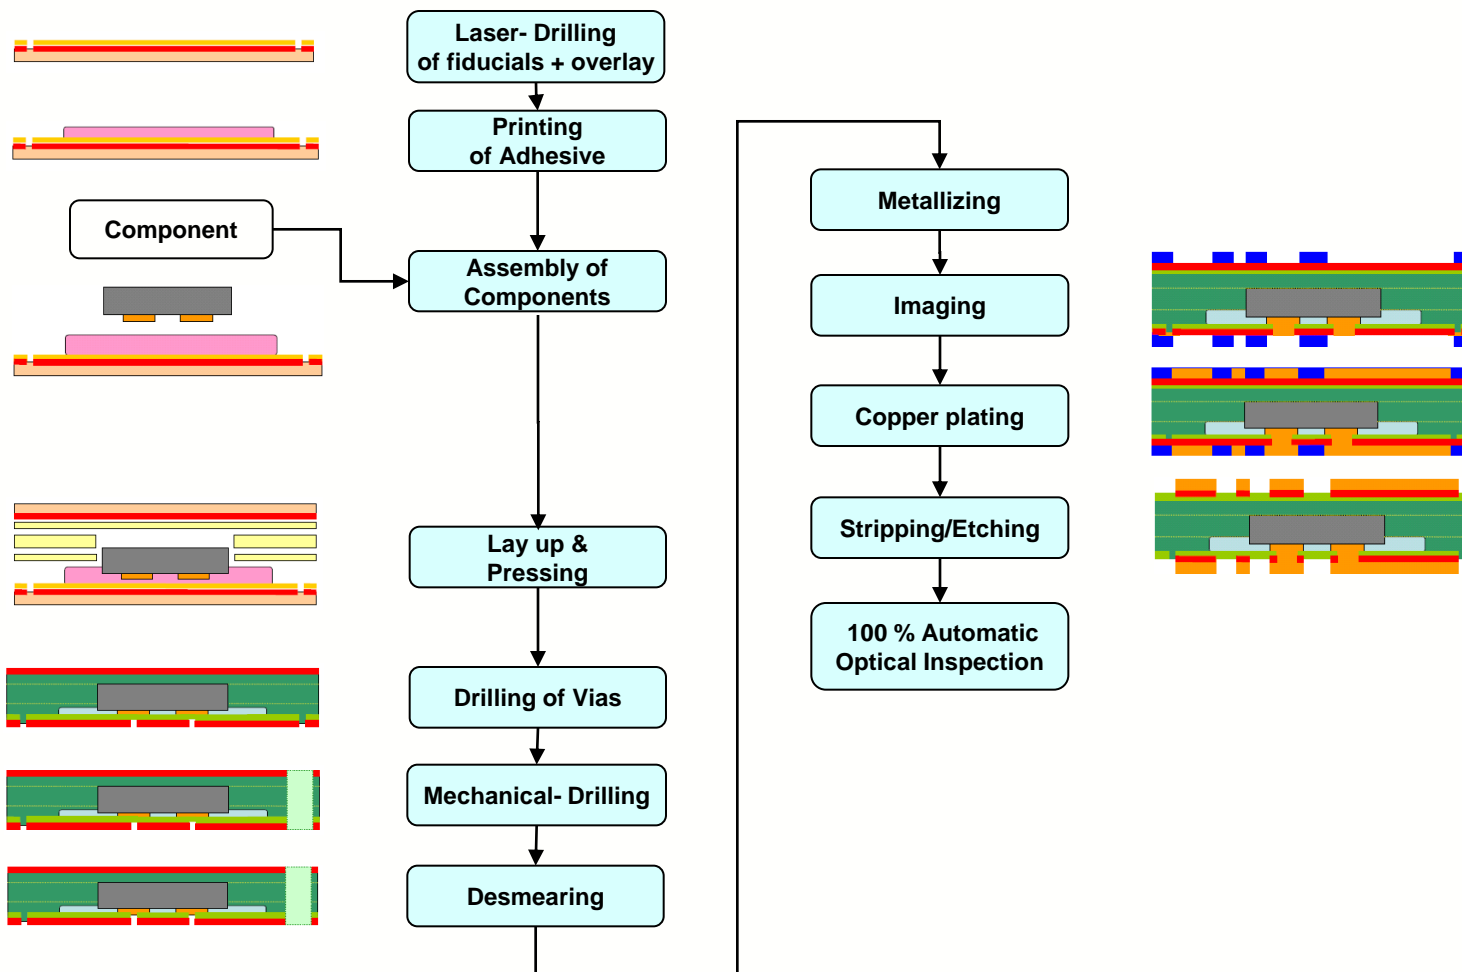 Laser- Drilling
of fiducials + overlay
Printing
of Adhesive
Component
Assembly of
Components
Lay up &
Pressing
Drilling of Vias
Mechanical- Drilling
Desmearing
Metallizing
Imaging
Copper plating
Stripping/Etching
100 % Automatic
Optical Inspection